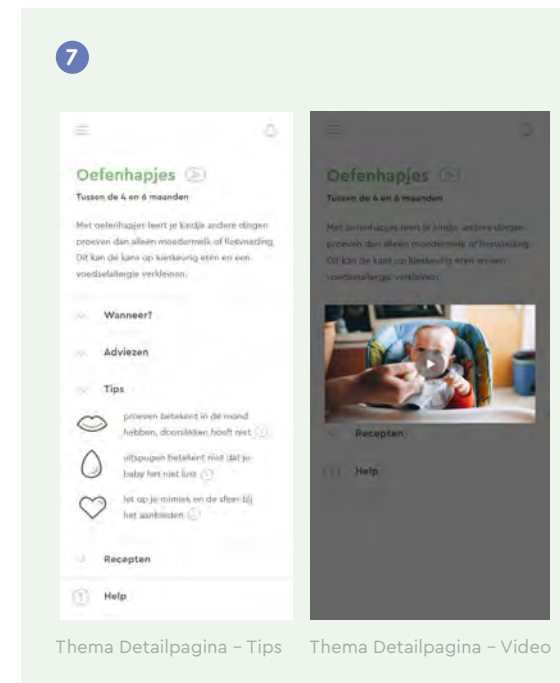 7
Oefenhapjes
Tussen de 4 en 6 maanden
Met oefenhapjes leert je kindje andere dingen
proeven dan alleen moedermelk of flesvoeding.
Dit kan de kans op kieskeurig eten en een
voedselallergie verkleinen.
Wanneer?
Adviezen
Tips
proeven betekent in de mond
hebben, doorslikken hoeft niet
uitspugen betekent niet dat je
baby het niet lust
let op je mimiek en de sfeer bij
het aanbieden
Recepten
Help
Thema Detailpagina – Tips
Oefenhapjes
Tussen de 4 en 6 maanden
Met oefenhapjes leert je kindje andere dingen
proeven dan alleen moedermelk of flesvoeding.
Dit kan de kans op kieskeurig eten en een
voedselallergie verkleinen.
Recepten
Help
Thema Detailpagina – Video